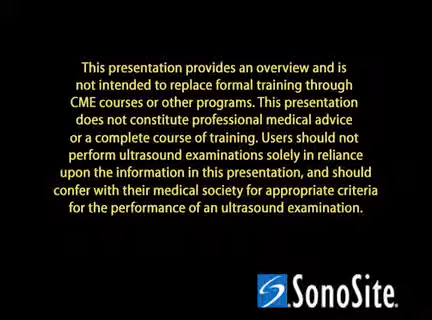 This presentation provides an overview and is
not intended to replace formal training through
CME courses or other programs. This presentation
does not constitute professional medical advice
or a complete course of training. Users should not
perform ultrasound examinations solely in reliance
upon the information in this presentation, and should
confer with their medical society for appropriate criteria
for the performance of an ultrasound examination.
SonoSite